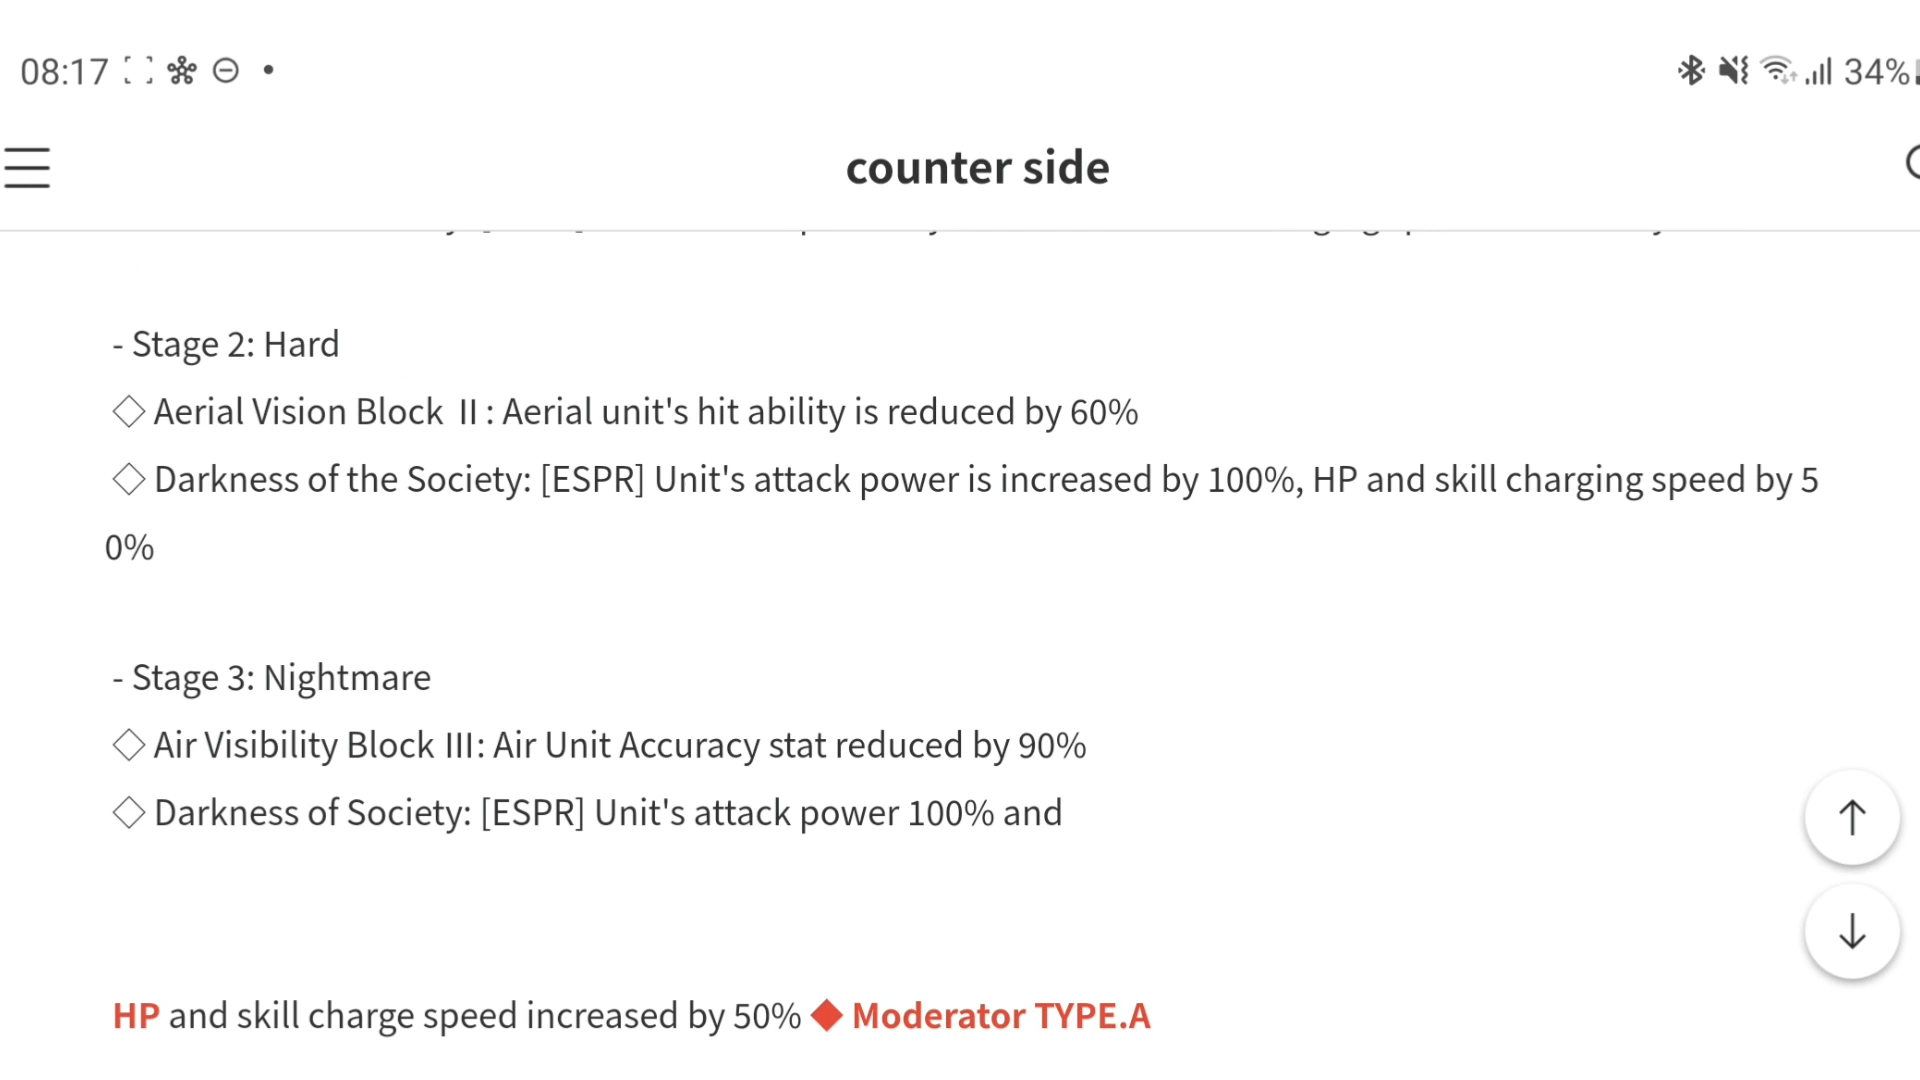 08:17
34%
counter side
- Stage 2: Hard
◇ Aerial Vision Block Ⅱ : Aerial unit's hit ability is reduced by 60%
◇ Darkness of the Society: [ESPR] Unit's attack power is increased by 100%, HP and skill charging speed by 5
0%
- Stage 3: Nightmare
◇ Air Visibility Block III: Air Unit Accuracy stat reduced by 90%
◇ Darkness of Society: [ESPR] Unit's attack power 100% and
HP and skill charge speed increased by 50% ◆ Moderator TYPE.A